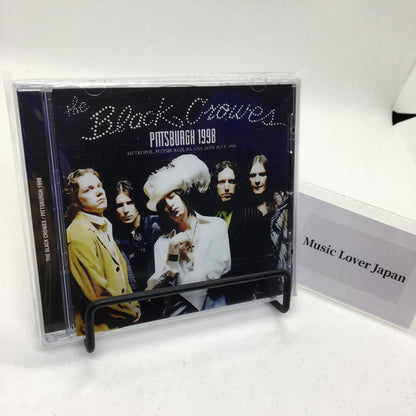 the
Black Crowes
PITTSBURGH 1998
METROPOL, PITTSBURGH, PA, USA 26TH JULY 1998
THE BLACK CROWES / PITTSBURGH 1998
Music Lover Japan